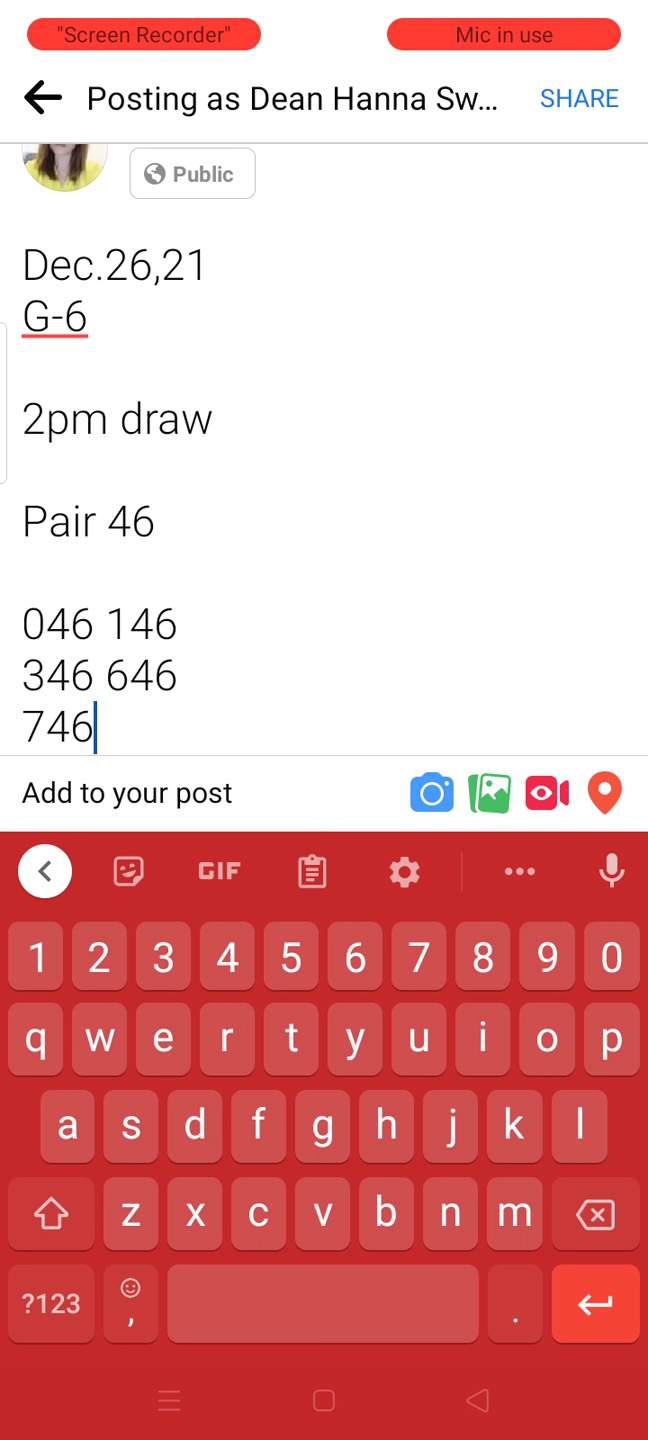 "Screen Recorder"
Mic in use
Posting as Dean Hanna Sw...
SHARE
Public
Dec.26,21
G-6
2pm draw
Pair 46
046 146
346 646
746
Add to your post
GIF
1 2 3 4 5 6 7 8 9 0
q w e r t y u i o p
a s d f g h j k l
z x c v b n m
?123 , .